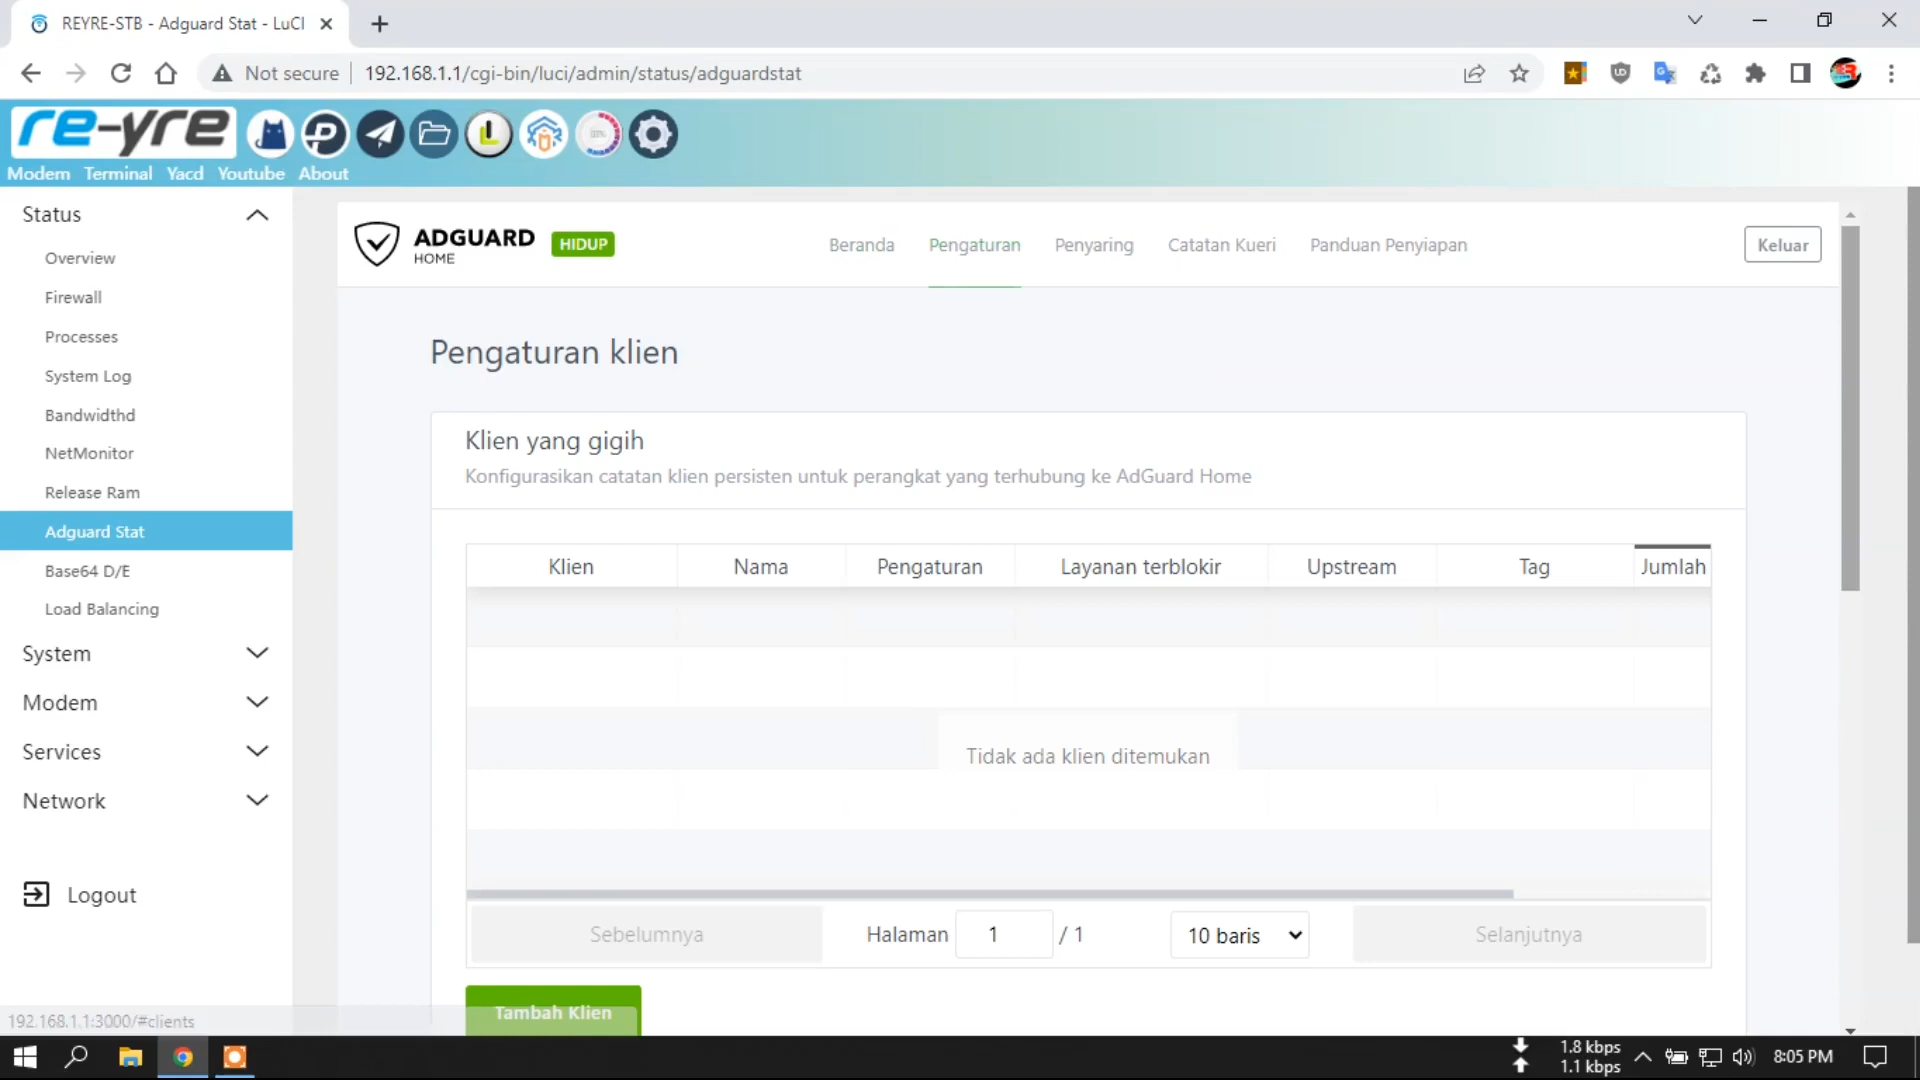 REYRE-STB - Adguard Stat - LuCI
Not secure
192.168.1.1/cgi-bin/luci/admin/status/adguardstat
re-yre
Modem Terminal Yacd Youtube About
Status
Overview
Firewall
Processes
System Log
Bandwidthd
NetMonitor
Release Ram
Adguard Stat
Base64 D/E
Load Balancing
System
Modem
Services
Network
Logout
ADGUARD
HOME
HIDUP
Beranda
Pengaturan
Penyaring
Catatan Kueri
Panduan Penyiapan
Keluar
Pengaturan klien
Klien yang gigih
Konfigurasikan catatan klien persisten untuk perangkat yang terhubung ke AdGuard Home
Klien Nama Pengaturan Layanan terblokir Upstream Tag Jumlah
Tidak ada klien ditemukan
Sebelumnya
Halaman 1 / 1
10 baris
Selanjutnya
Tambah Klien
192.168.1.1:3000/#clients
1.8 kbps
1.1 kbps
8:05 PM